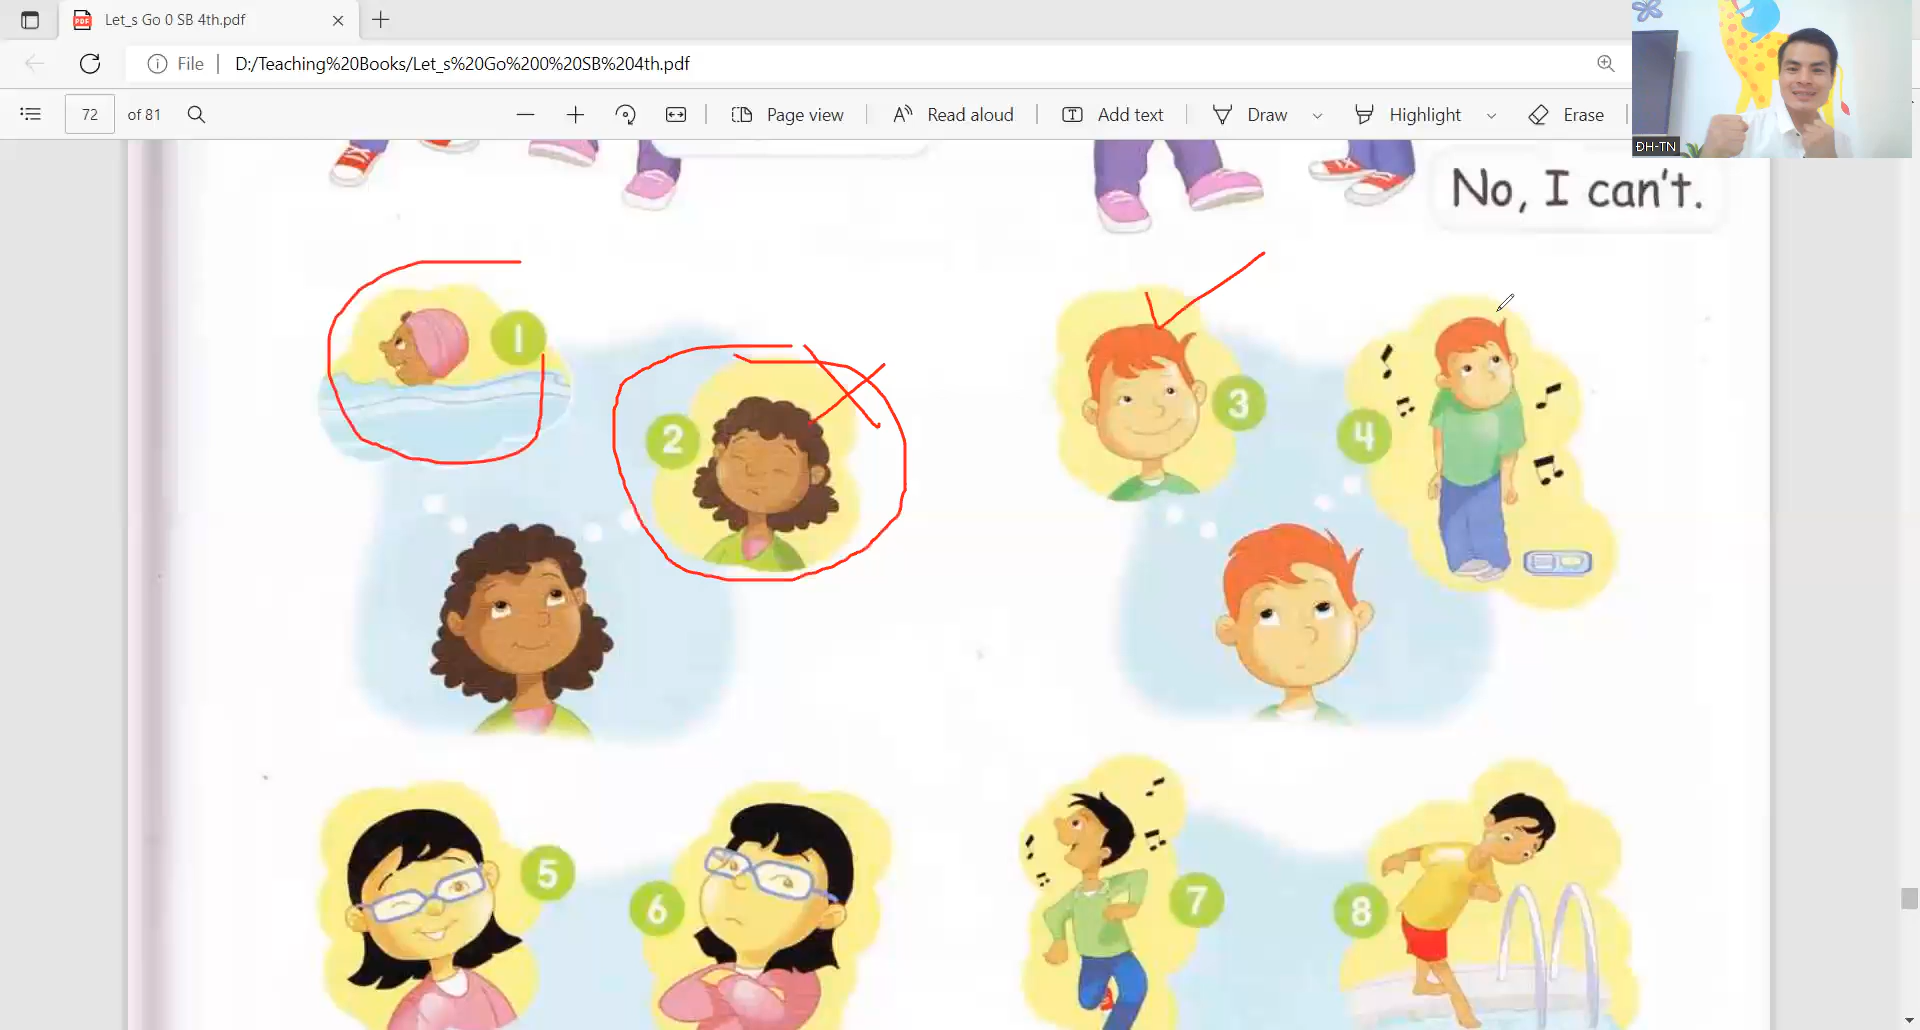 Let_s Go 0 SB 4th.pdf
File
D:/Teaching%20Books/Let_s%20Go%200%20SB%204th.pdf
72 of 81
Page view
Read aloud
Add text
Draw
Highlight
Erase
ĐH-TN
No, I can't.
1
2
3
4
5
6
7
8